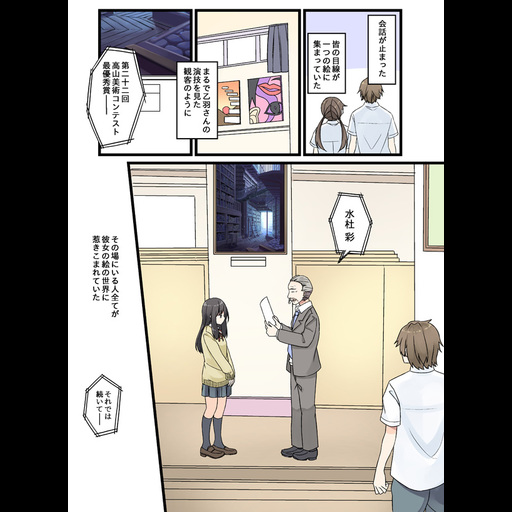 会話が止まった
皆の目線が
一つの絵に
集まっていた
まるで乙羽さんの
演技を見た
観客のように
第二十二回
高山美術コンテスト
最優秀賞――
水杜 彩
その場にいる人全てが
彼女の絵の世界に
惹きこまれていた
それでは
続いて――